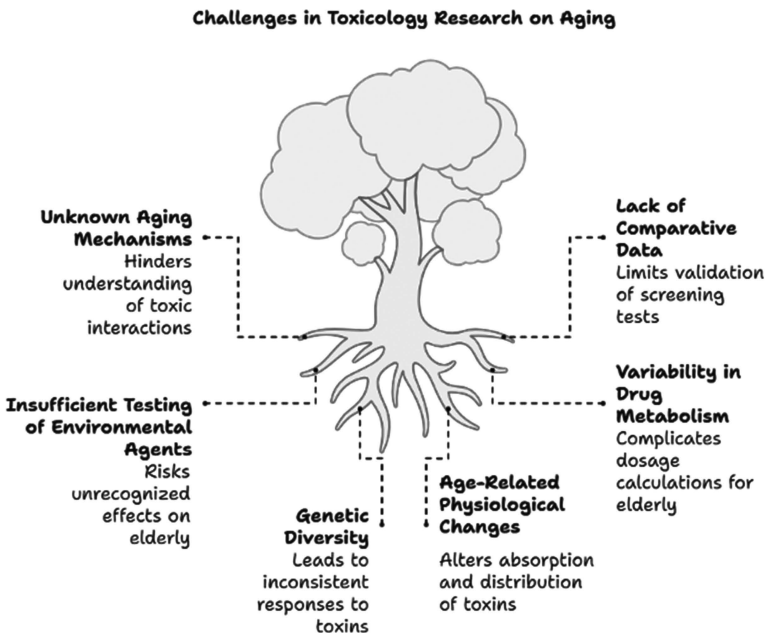 Challenges in Toxicology Research on Aging
Unknown Aging
Mechanisms
Hinders
understanding
of toxic
interactions
Lack of
Comparative
Data
Limits validation
of screening
tests
Insufficient Testing
of Environmental
Agents
Risks
unrecognized
effects on
elderly
Variability in
Drug
Metabolism
Complicates
dosage
calculations for
elderly
Genetic
Diversity
Leads to
inconsistent
responses to
toxins
Age-Related
Physiological
Changes
Alters absorption
and distribution
of toxins